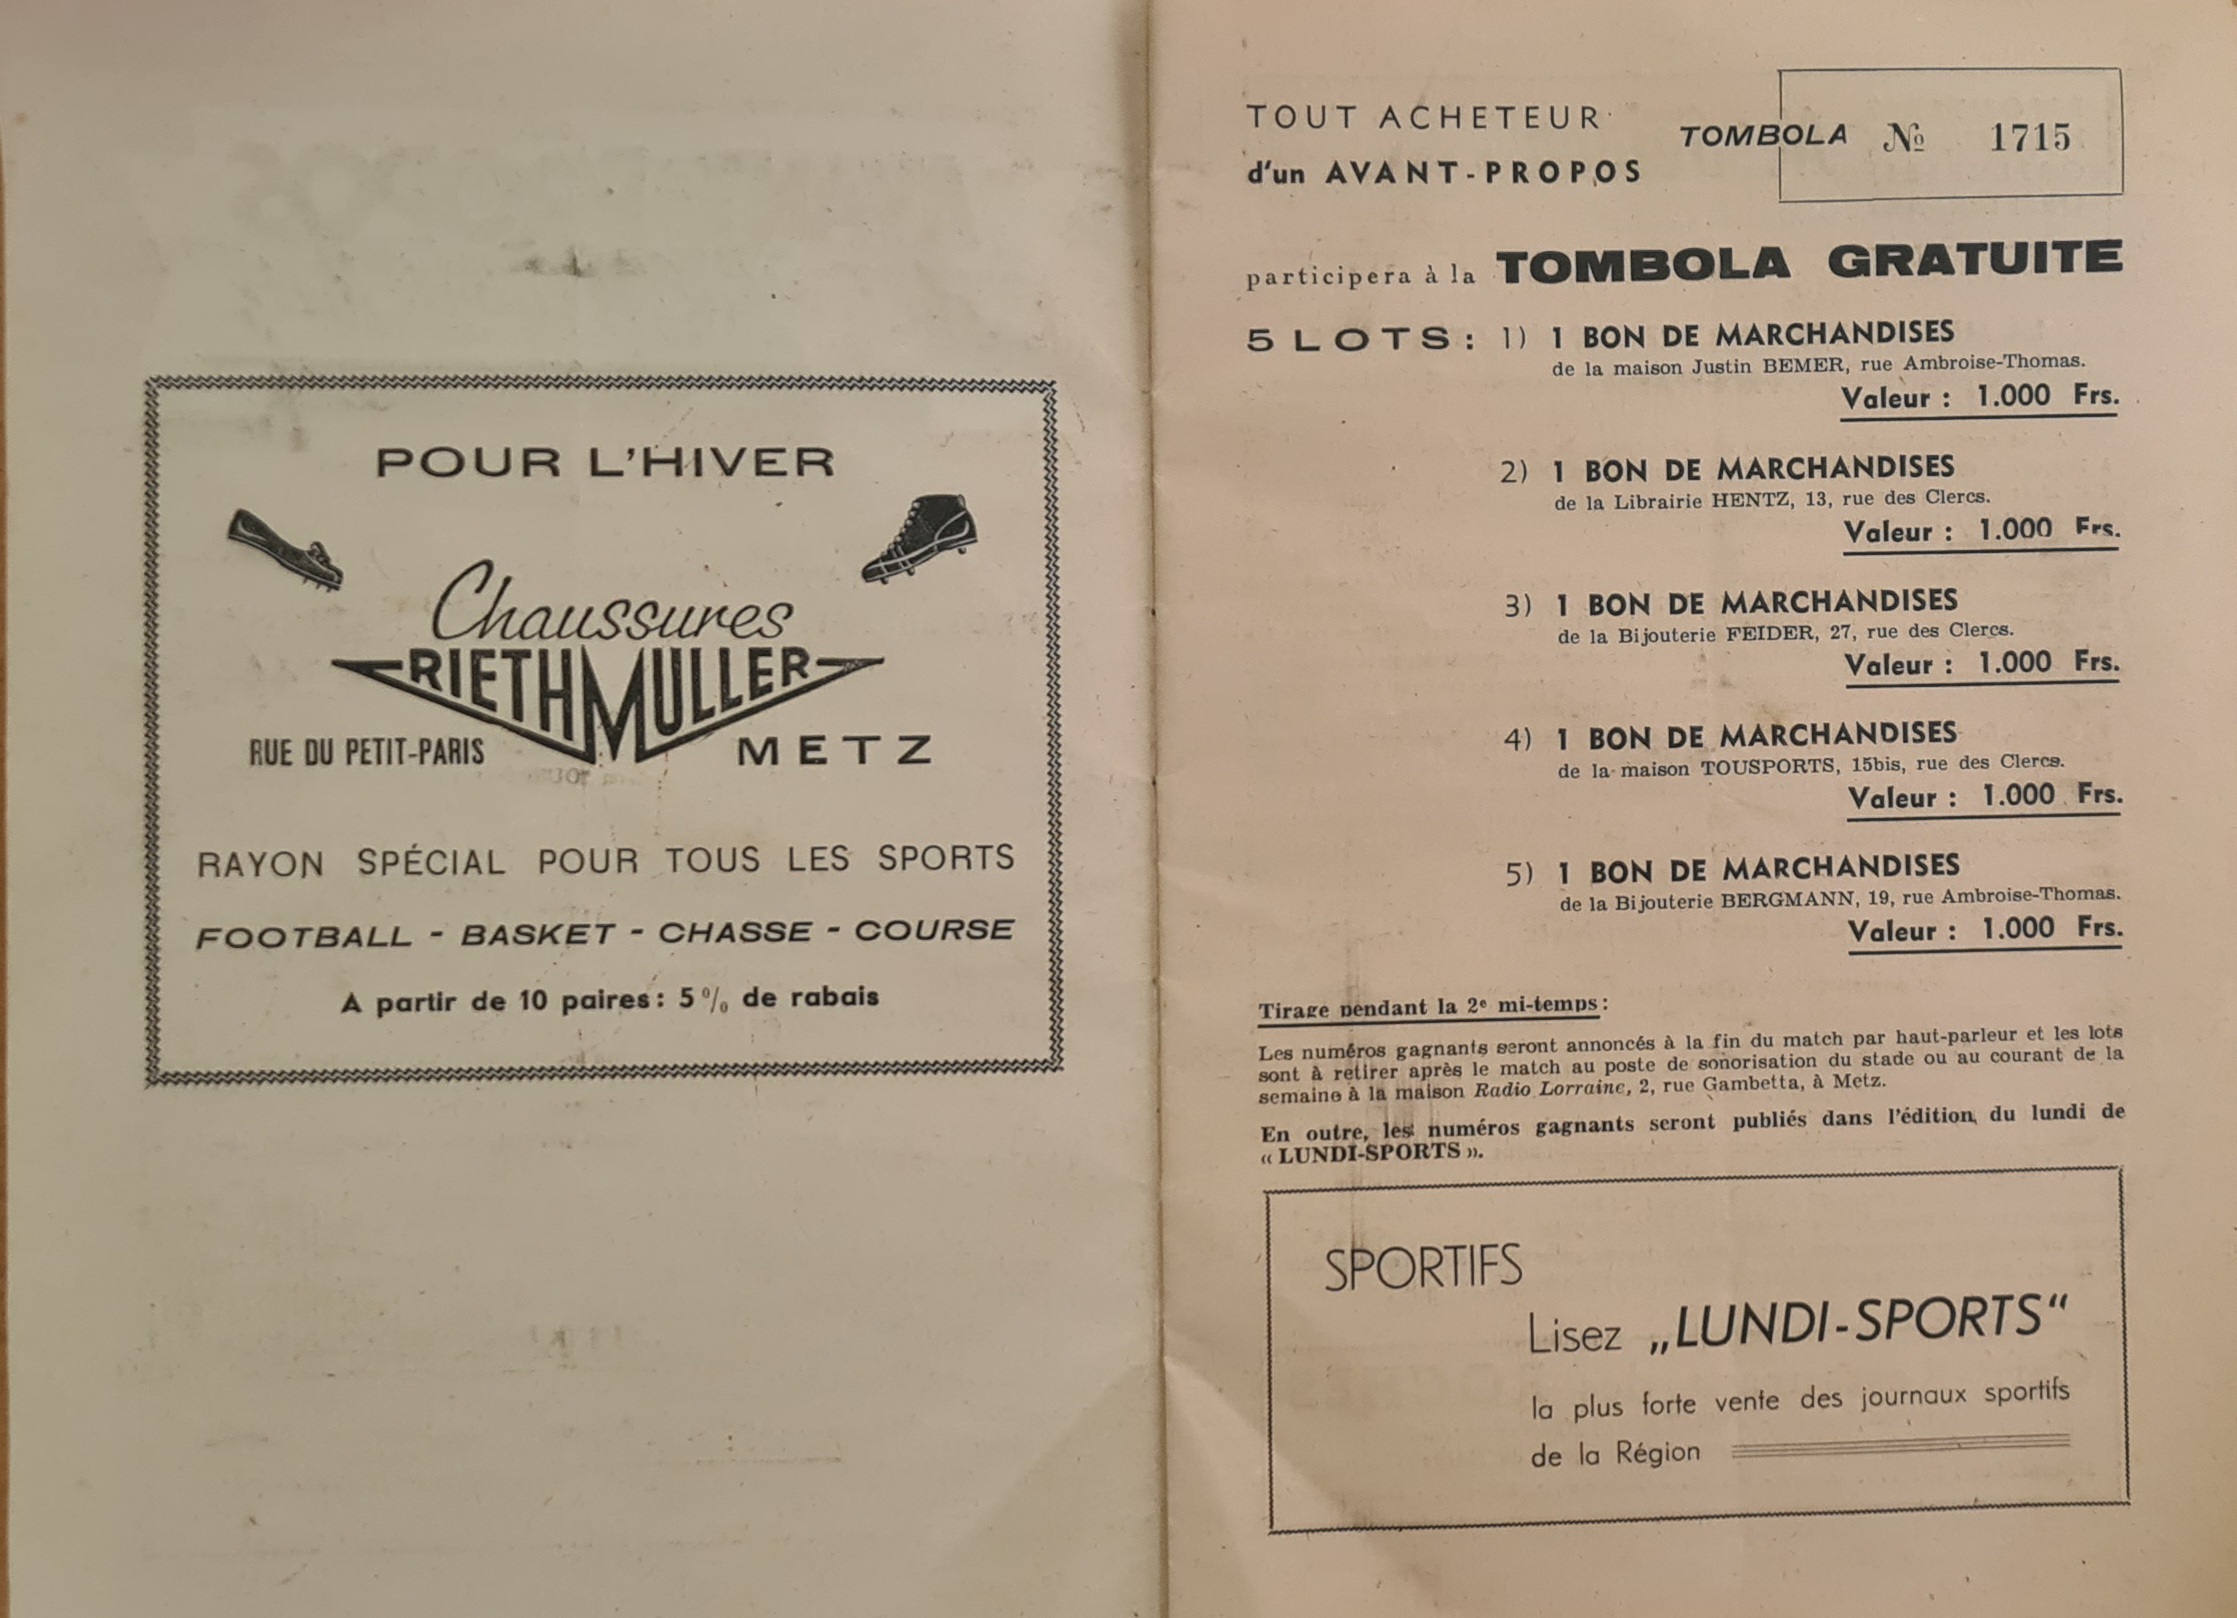 POUR L'HIVER
Chaussures
RIETHMULLER
RUE DU PETIT-PARIS
METZ
RAYON SPÉCIAL POUR TOUS LES SPORTS
FOOTBALL - BASKET - CHASSE - COURSE
A partir de 10 paires: 5% de rabais
TOUT ACHETEUR
d'un AVANT-PROPOS
TOMBOLA № 1715
participera à la TOMBOLA GRATUITE
5 LOTS: 1) 1 BON DE MARCHANDISES
de la maison Justin BEMER, rue Ambroise-Thomas.
Valeur : 1.000 Frs.
2) 1 BON DE MARCHANDISES
de la Librairie HENTZ, 13, rue des Clercs.
Valeur : 1.000 Frs.
3) 1 BON DE MARCHANDISES
de la Bijouterie FEIDER, 27, rue des Clercs.
Valeur : 1.000 Frs.
4) 1 BON DE MARCHANDISES
de la maison TOUSPORTS, 15bis, rue des Clercs.
Valeur : 1.000 Frs.
5) 1 BON DE MARCHANDISES
de la Bijouterie BERGMANN, 19, rue Ambroise-Thomas.
Valeur : 1.000 Frs.
Tirage pendant la 2e mi-temps:
Les numéros gagnants seront annoncés à la fin du match par haut-parleur et les lots
sont à retirer après le match au poste de sonorisation du stade ou au courant de la
semaine à la maison Radio Lorraine, 2, rue Gambetta, à Metz.
En outre, les numéros gagnants seront publiés dans l'édition du lundi de
« LUNDI-SPORTS ».
SPORTIFS
Lisez „LUNDI-SPORTS“
la plus forte vente des journaux sportifs
de la Région